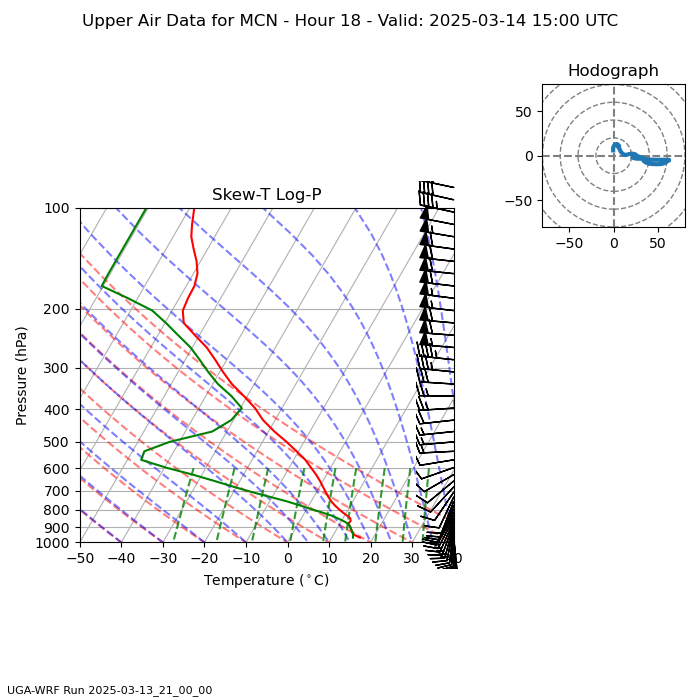 Upper Air Data for MCN - Hour 18 - Valid: 2025-03-14 15:00 UTC
Hodograph
50
0
−50
−50 0 50
Skew-T Log-P
100
200
300
400
500
600
700
800
900
1000
Pressure (hPa)
−50 −40 −30 −20 −10 0 10 20 30
Temperature (°C)
UGA-WRF Run 2025-03-13_21_00_00